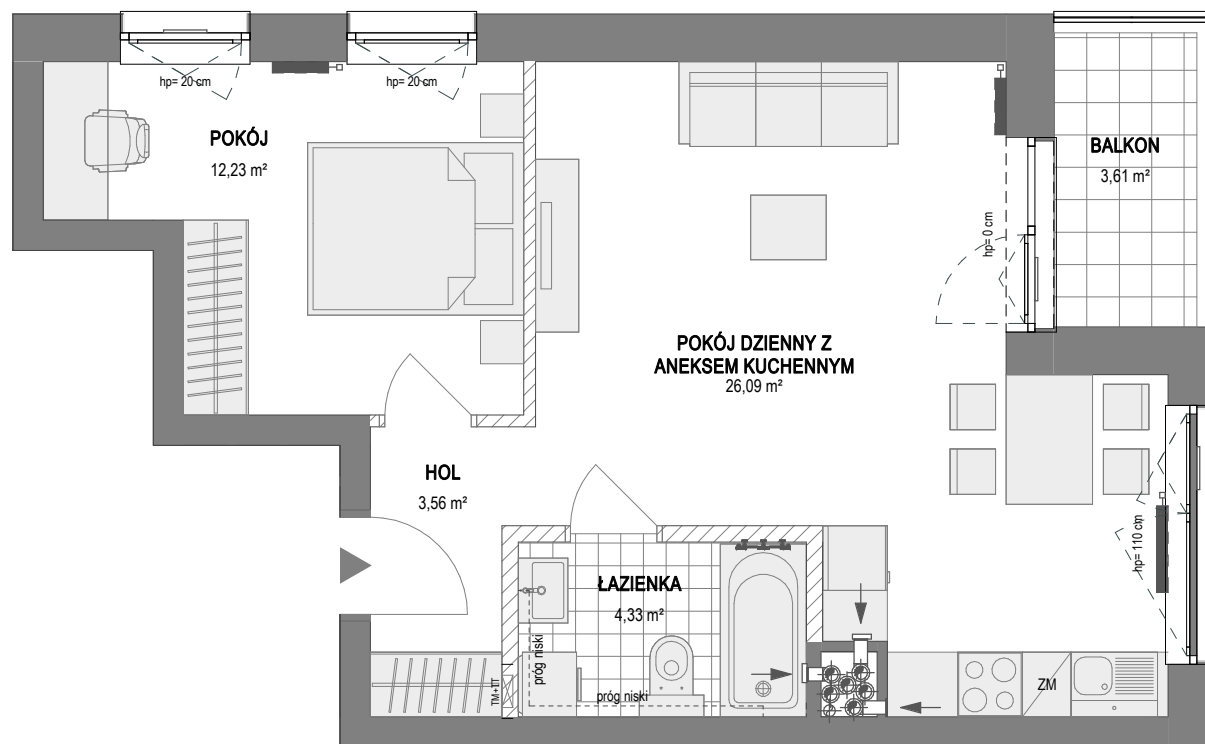 hp= 20 cm
hp= 20 cm
POKÓJ
12,23 m²
BALKON
3,61 m²
hp= 0 cm
POKÓJ DZIENNY Z
ANEKSEM KUCHENNYM
26,09 m²
HOL
3,56 m²
hp= 110 cm
ŁAZIENKA
4,33 m²
próg niski
próg niski
TM+TT
ZM